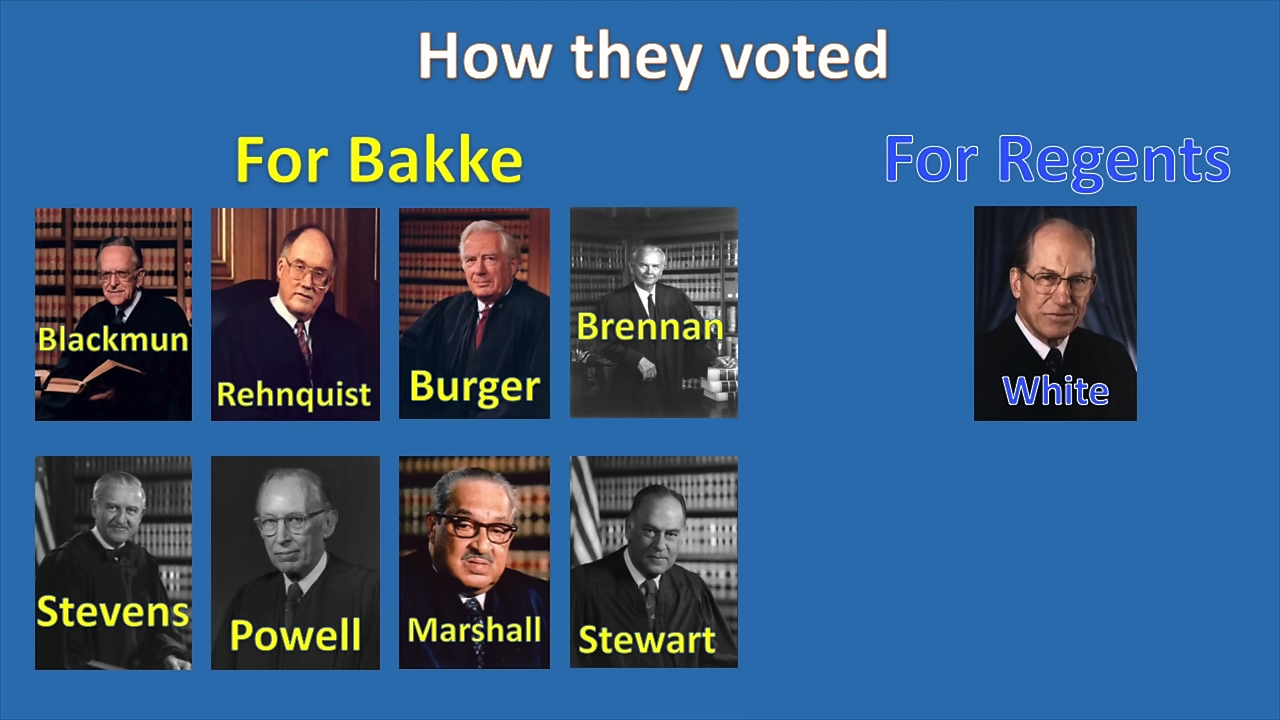 How they voted
For Bakke
For Regents
Blackmun
Rehnquist
Burger
Brennan
White
Stevens
Powell
Marshall
Stewart